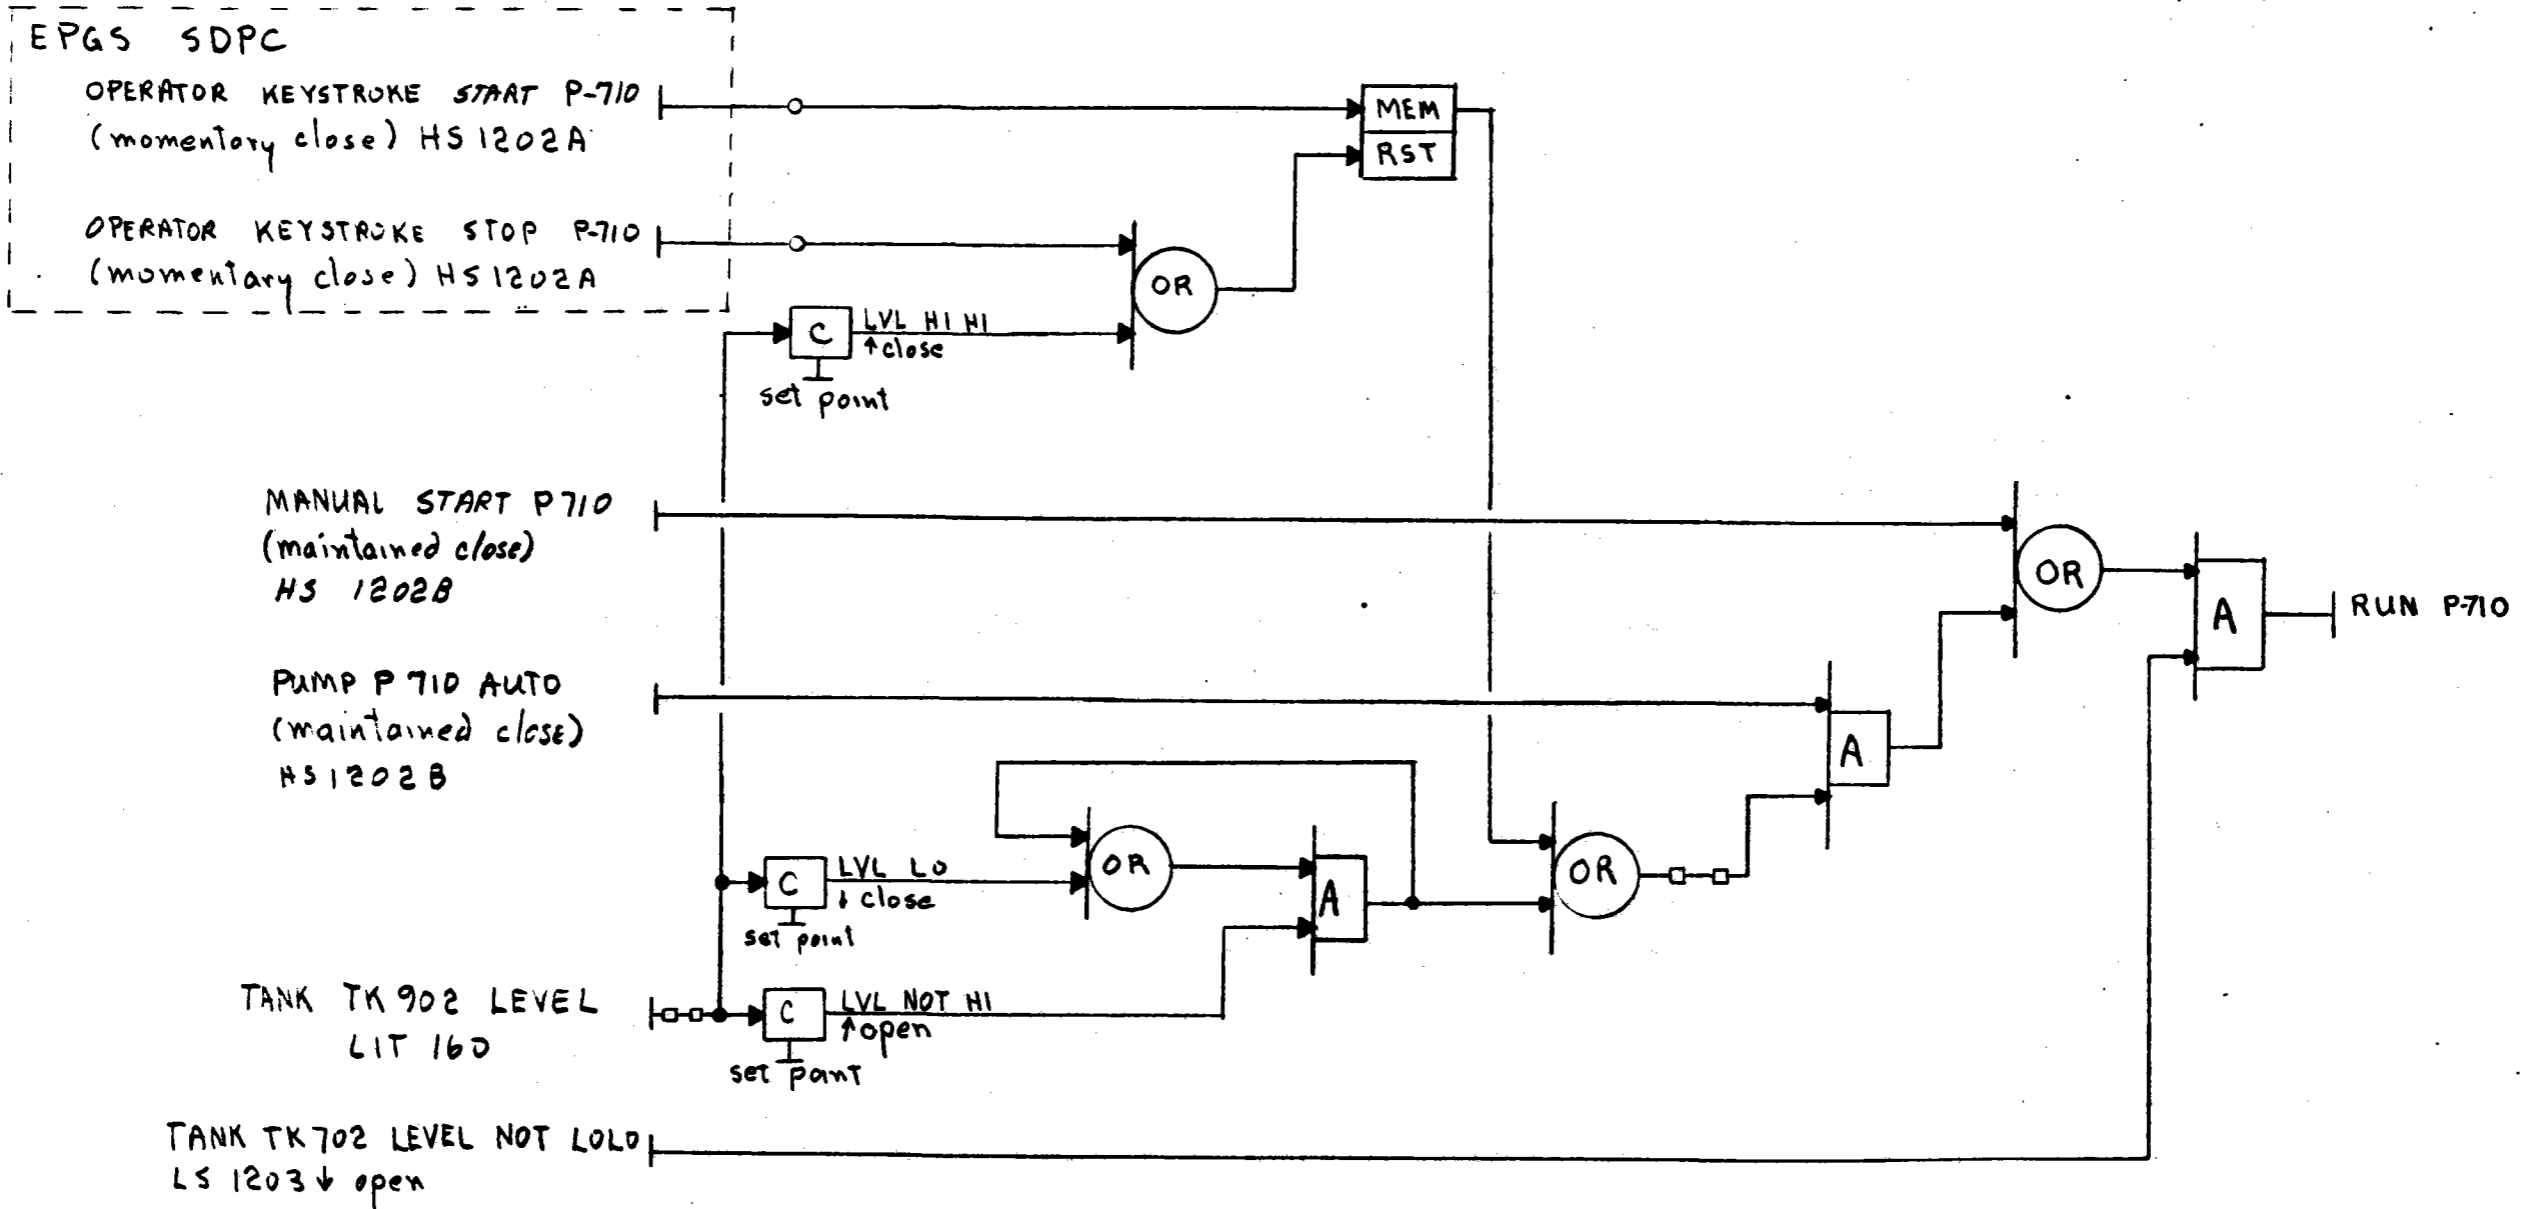 EPGS SDPC
OPERATOR KEYSTROKE START P-710
(momentary close) HS 1202A
OPERATOR KEYSTROKE STOP P-710
(momentary close) HS 1202A
MEM
RST
OR
C
LVL HI HI
↑close
set point
MANUAL START P 710
(maintained close)
HS 1202B
OR
A
RUN P-710
PUMP P 710 AUTO
(maintained close)
HS 1202B
A
C
LVL LO
↓ close
set point
OR
A
OR
TANK TK 902 LEVEL
LIT 160
C
LVL NOT HI
↑open
set point
TANK TK 702 LEVEL NOT LOLO
LS 1203 ↓ open